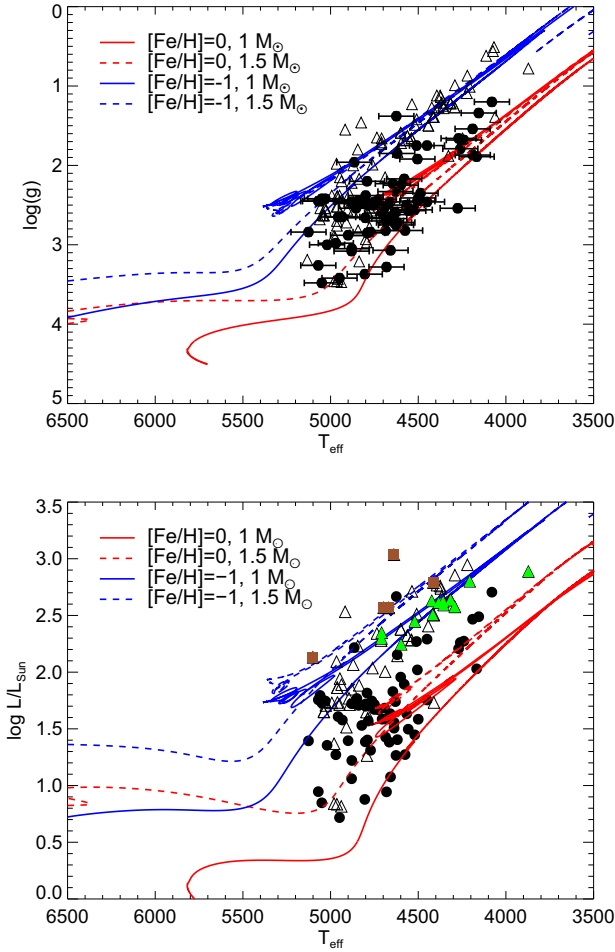 [Fe/H]=0, 1 M⊙
[Fe/H]=0, 1.5 M⊙
[Fe/H]=-1, 1 M⊙
[Fe/H]=-1, 1.5 M⊙
0
1
2
3
4
5
log(g)
6500 6000 5500 5000 4500 4000 3500
Teff
[Fe/H]=0, 1 M⊙
[Fe/H]=0, 1.5 M⊙
[Fe/H]=−1, 1 M⊙
[Fe/H]=−1, 1.5 M⊙
3.5
3.0
2.5
2.0
1.5
1.0
0.5
0.0
log L/LSun
6500 6000 5500 5000 4500 4000 3500
Teff